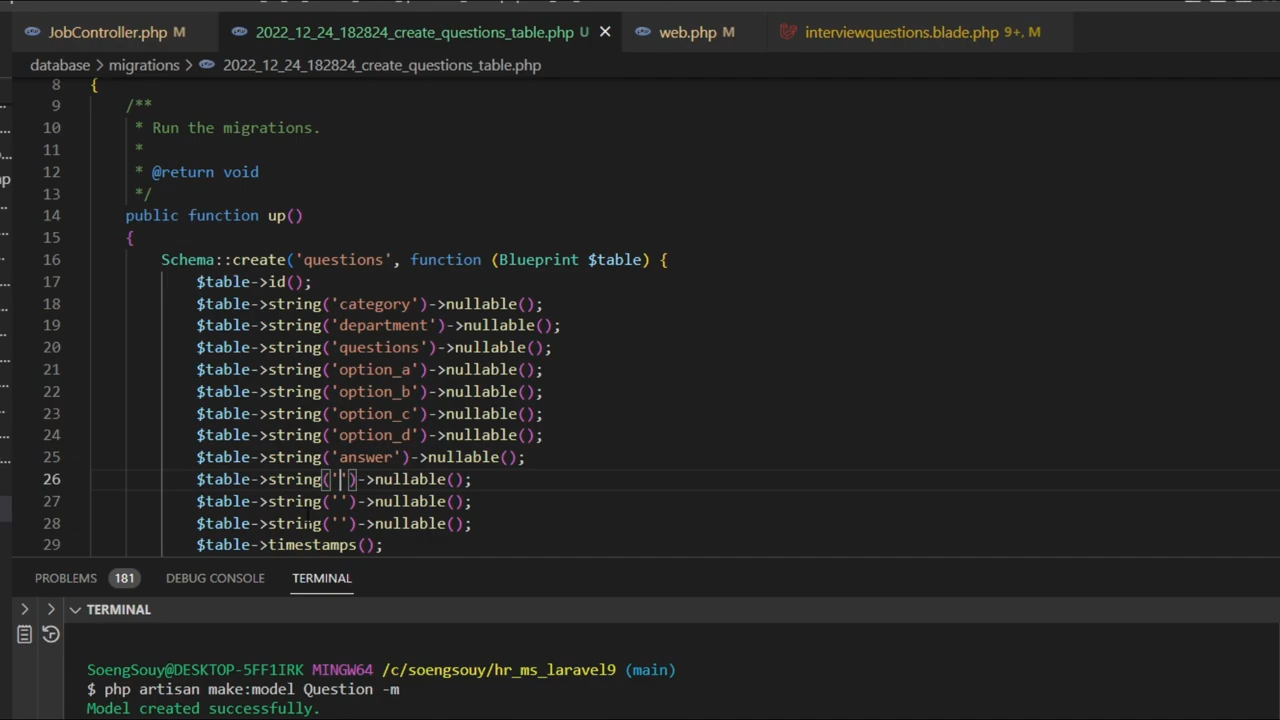 JobController.php M
2022_12_24_182824_create_questions_table.php U
web.php M
interviewquestions.blade.php 9+, M
database > migrations > 2022_12_24_182824_create_questions_table.php
8 {
9 /**
10 * Run the migrations.
11 *
12 * @return void
13 */
14 public function up()
15 {
16 Schema::create('questions', function (Blueprint $table) {
17 $table->id();
18 $table->string('category')->nullable();
19 $table->string('department')->nullable();
20 $table->string('questions')->nullable();
21 $table->string('option_a')->nullable();
22 $table->string('option_b')->nullable();
23 $table->string('option_c')->nullable();
24 $table->string('option_d')->nullable();
25 $table->string('answer')->nullable();
26 $table->string('')->nullable();
27 $table->string('')->nullable();
28 $table->string('')->nullable();
29 $table->timestamps();
PROBLEMS 181 DEBUG CONSOLE TERMINAL
TERMINAL
SoengSouy@DESKTOP-5FF1IRK MINGW64 /c/soengsouy/hr_ms_laravel9 (main)
$ php artisan make:model Question -m
Model created successfully.